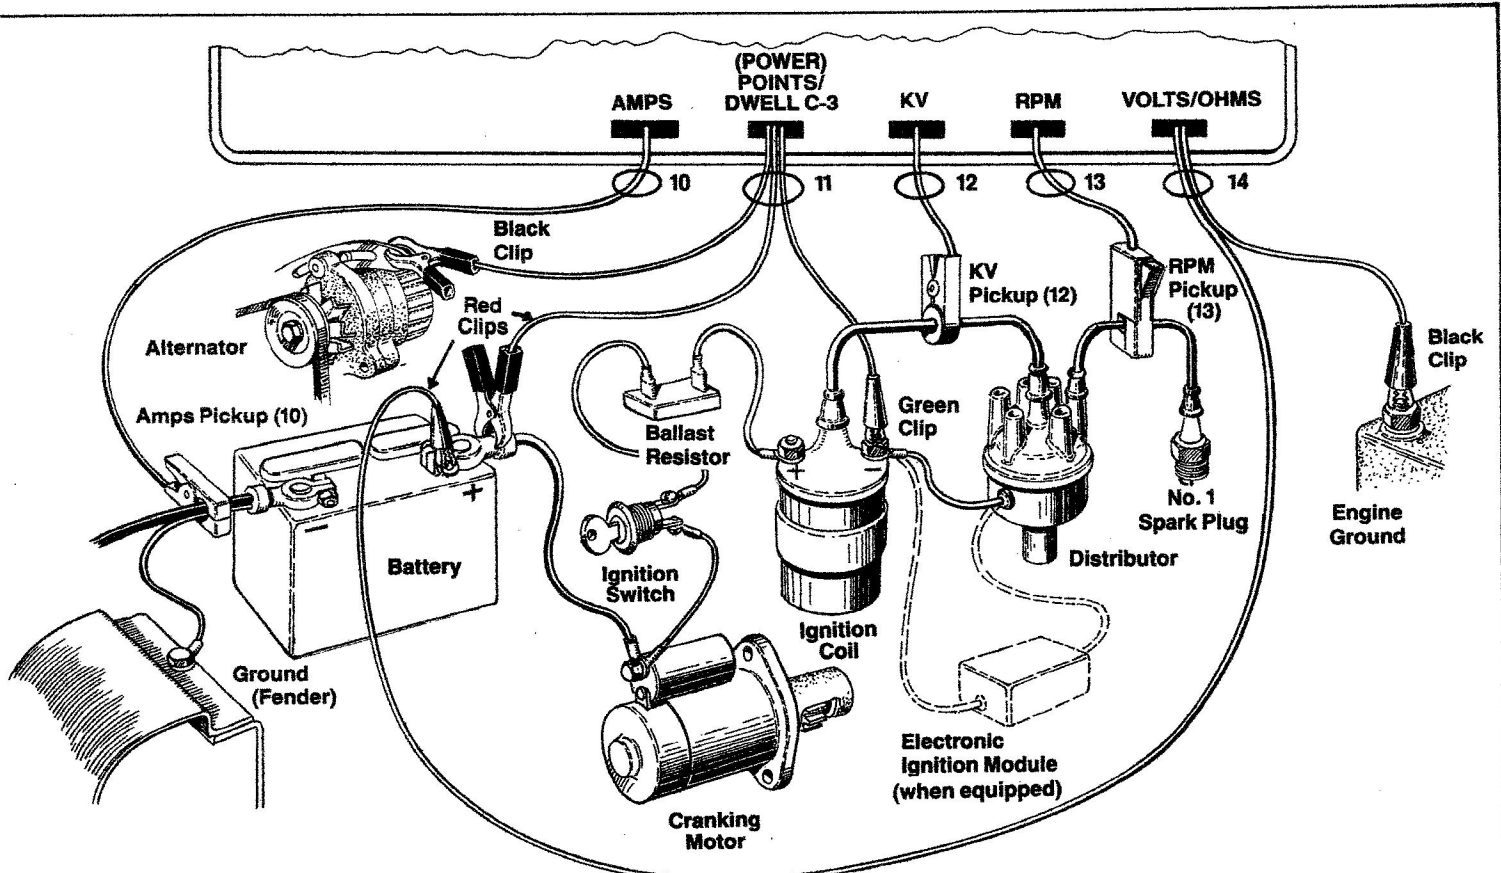 (POWER)
POINTS/
AMPS
DWELL C-3
KV
RPM
VOLTS/OHMS
10
11
12
13
14
Black
Clip
KV
Pickup (12)
RPM
Pickup
(13)
Red
Clips
Alternator
Black
Clip
Amps Pickup (10)
Green
Clip
Ballast
Resistor
+
−
+
−
No. 1
Spark Plug
Engine
Ground
Battery
Ignition
Switch
Distributor
Ignition
Coil
Ground
(Fender)
Electronic
Ignition Module
(when equipped)
Cranking
Motor